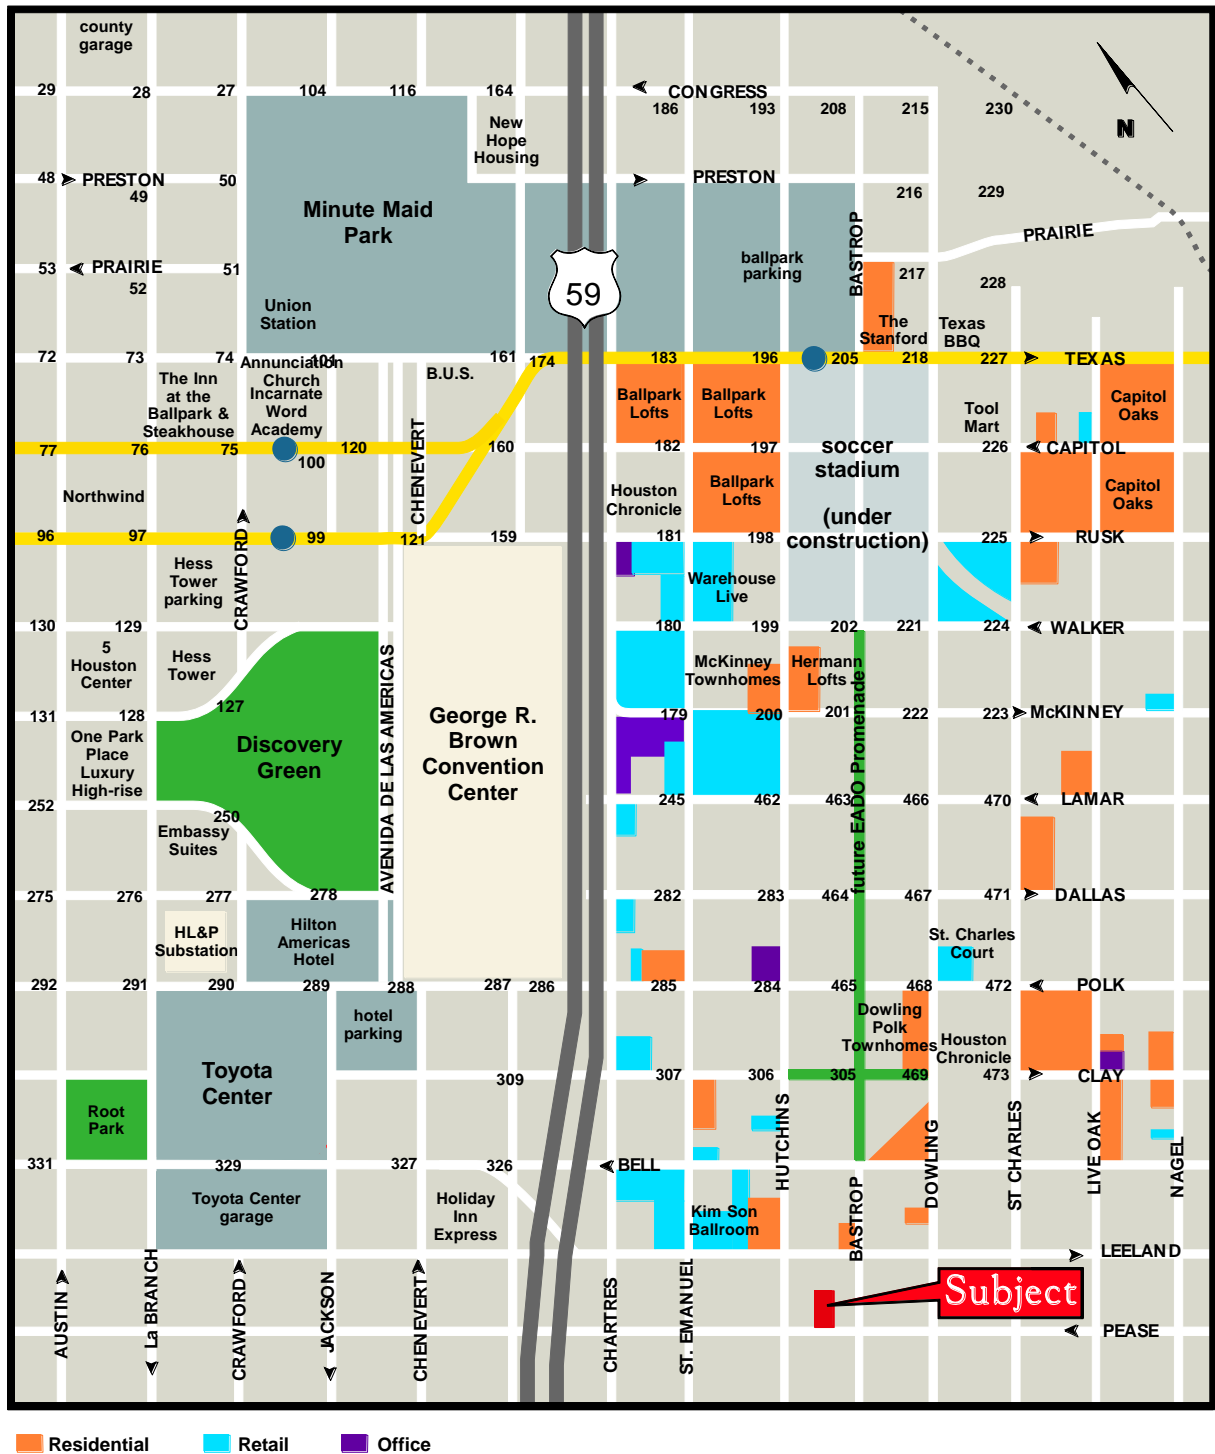 county
garage
29 28 27 104 116 164 CONGRESS
186 193 208 215 230
New
Hope
Housing
N
48 PRESTON 50 PRESTON
49 216 229
Minute Maid
Park
BASTROP
PRAIRIE
53 PRAIRIE 51
52
ballpark
parking
217
228
59
Union
Station
The
Stanford
Texas
BBQ
72 73 74 101 161 174 183 196 205 218 227 TEXAS
Annunciation
Church
Incarnate
Word
Academy
The Inn
at the
Ballpark &
Steakhouse
B.U.S.
Ballpark
Lofts
Ballpark
Lofts
Tool
Mart
Capitol
Oaks
77 76 75 120 160 182 197 226 CAPITOL
100
CHENEVERT
soccer
stadium
(under
construction)
Northwind
Houston
Chronicle
Ballpark
Lofts
Capitol
Oaks
CRAWFORD
96 97 99 121 159 181 198 225 RUSK
Hess
Tower
parking
Warehouse
Live
130 129 180 199 202 221 224 WALKER
5
Houston
Center
Hess
Tower
127
AVENIDA DE LAS AMERICAS
McKinney
Townhomes
Hermann
Lofts
future EADO Promenade
131 128 179 200 201 222 223 McKINNEY
One Park
Place
Luxury
High-rise
Discovery
Green
George R.
Brown
Convention
Center
252 250 245 462 463 466 470 LAMAR
Embassy
Suites
275 276 277 278 282 283 464 467 471 DALLAS
HL&P
Substation
Hilton
Americas
Hotel
St. Charles
Court
292 291 290 289 288 287 286 285 284 465 468 472 POLK
hotel
parking
Dowling
Polk
Townhomes
Houston
Chronicle
Toyota
Center
309 307 306 305 469 473 CLAY
Root
Park
HUTCHINS
DOWLING
ST CHARLES
LIVE OAK
NAGEL
331 329 327 326 BELL
Toyota Center
garage
Holiday
Inn
Express
Kim Son
Ballroom
BASTROP
LEELAND
AUSTIN
La BRANCH
CRAWFORD
JACKSON
CHENEVERT
CHARTRES
ST. EMANUEL
Subject
PEASE
Residential Retail Office